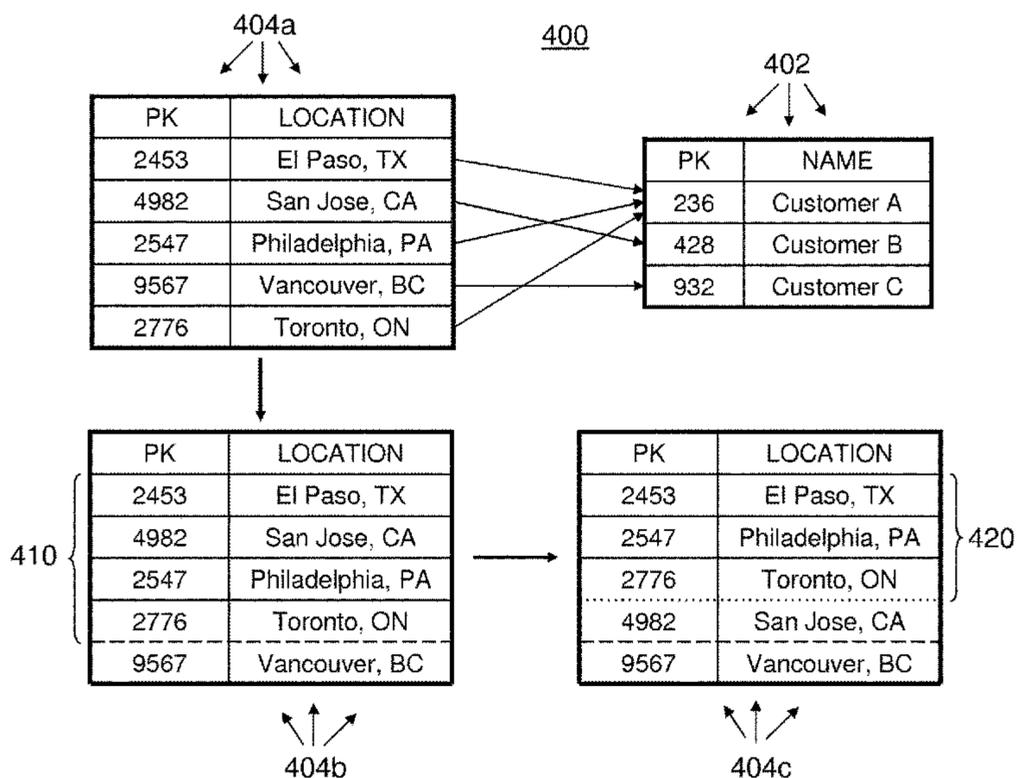 404a
400
402
PK LOCATION
2453 El Paso, TX
4982 San Jose, CA
2547 Philadelphia, PA
9567 Vancouver, BC
2776 Toronto, ON
PK NAME
236 Customer A
428 Customer B
932 Customer C
PK LOCATION
2453 El Paso, TX
4982 San Jose, CA
2547 Philadelphia, PA
2776 Toronto, ON
9567 Vancouver, BC
410
PK LOCATION
2453 El Paso, TX
2547 Philadelphia, PA
2776 Toronto, ON
4982 San Jose, CA
9567 Vancouver, BC
420
404b
404c